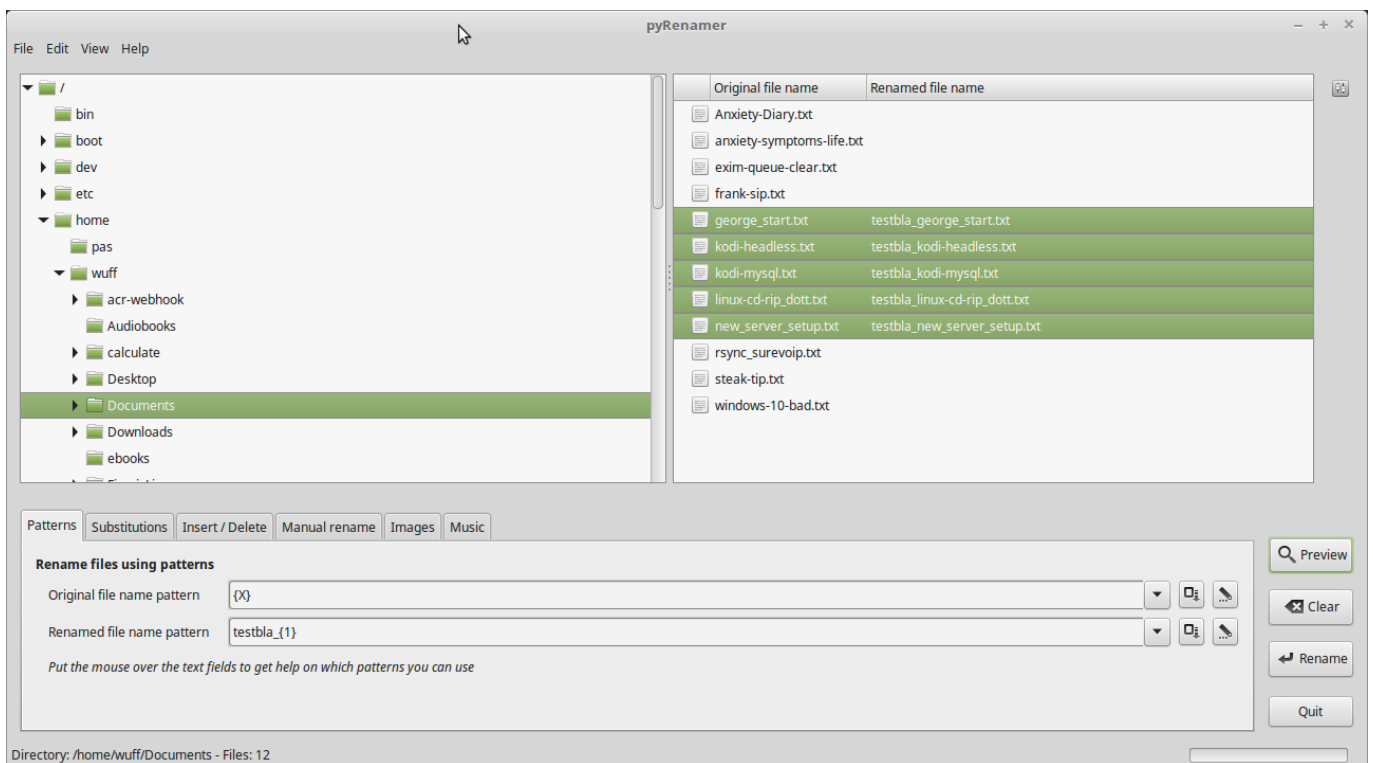 pyRenamer
File Edit View Help
/
bin
boot
dev
etc
home
pas
wuff
acr-webhook
Audiobooks
calculate
Desktop
Documents
Downloads
ebooks
Original file name Renamed file name
Anxiety-Diary.txt
anxiety-symptoms-life.txt
exim-queue-clear.txt
frank-sip.txt
george_start.txt testbla_george_start.txt
kodi-headless.txt testbla_kodi-headless.txt
kodi-mysql.txt testbla_kodi-mysql.txt
linux-cd-rip_dott.txt testbla_linux-cd-rip_dott.txt
new_server_setup.txt testbla_new_server_setup.txt
rsync_surevoip.txt
steak-tip.txt
windows-10-bad.txt
Patterns Substitutions Insert / Delete Manual rename Images Music
Rename files using patterns
Original file name pattern {X}
Renamed file name pattern testbla_{1}
Put the mouse over the text fields to get help on which patterns you can use
Preview
Clear
Rename
Quit
Directory: /home/wuff/Documents - Files: 12